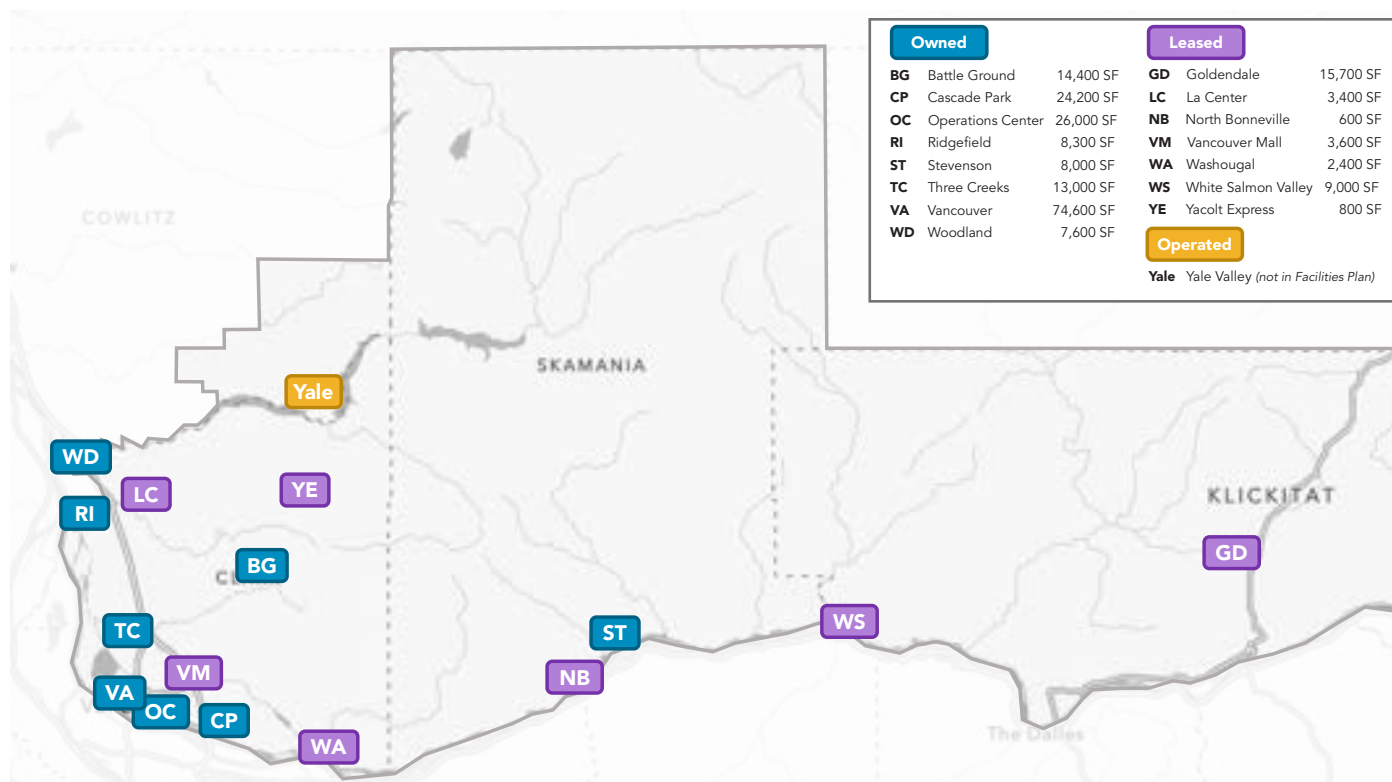 Owned
BG Battle Ground 14,400 SF
CP Cascade Park 24,200 SF
OC Operations Center 26,000 SF
RI Ridgefield 8,300 SF
ST Stevenson 8,000 SF
TC Three Creeks 13,000 SF
VA Vancouver 74,600 SF
WD Woodland 7,600 SF
Leased
GD Goldendale 15,700 SF
LC La Center 3,400 SF
NB North Bonneville 600 SF
VM Vancouver Mall 3,600 SF
WA Washougal 2,400 SF
WS White Salmon Valley 9,000 SF
YE Yacolt Express 800 SF
Operated
Yale Yale Valley (not in Facilities Plan)
COWLITZ
SKAMANIA
Yale
WD
LC
YE
RI
KLICKITAT
GD
BG
TC
ST
WS
VM
NB
VA
OC
CP
WA
The Dalles